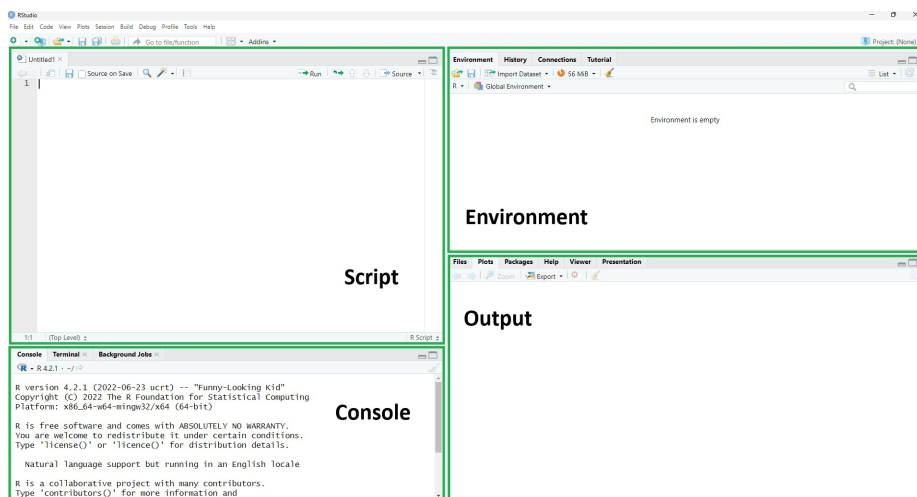 RStudio
File Edit Code View Plots Session Build Debug Profile Tools Help
Go to file/function Addins
Project: (None)
Untitled1
Source on Save Run Source
1
Script
1:1 (Top Level) R Script
Console Terminal Background Jobs
R 4.2.1 · ~/
R version 4.2.1 (2022-06-23 ucrt) -- "Funny-Looking Kid"
Copyright (C) 2022 The R Foundation for Statistical Computing
Platform: x86_64-w64-mingw32/x64 (64-bit)
Console
R is free software and comes with ABSOLUTELY NO WARRANTY.
You are welcome to redistribute it under certain conditions.
Type 'license()' or 'licence()' for distribution details.
Natural language support but running in an English locale
R is a collaborative project with many contributors.
Type 'contributors()' for more information and
Environment History Connections Tutorial
Import Dataset 56 MiB List
R Global Environment
Environment is empty
Environment
Files Plots Packages Help Viewer Presentation
Zoom Export
Output